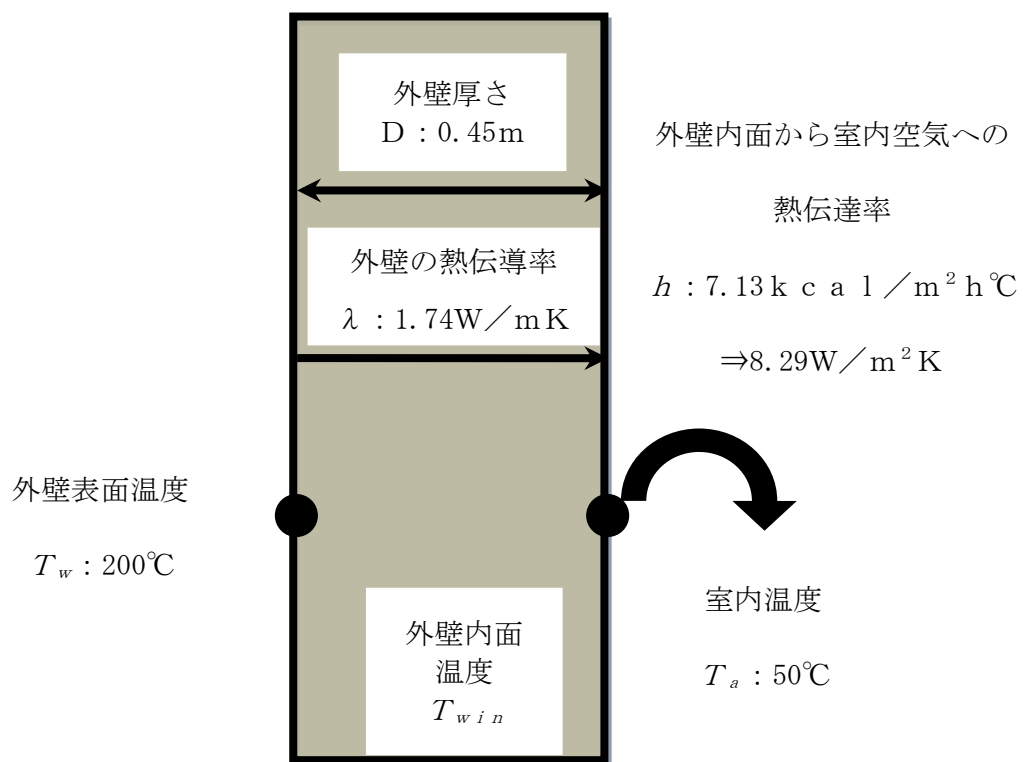 外壁厚さ
D:0.45m
外壁内面から室内空気への
熱伝達率
h:7.13kcal/m²h℃
⇒8.29W/m²K
外壁の熱伝導率
λ:1.74W/mK
外壁表面温度
Tw:200℃
外壁内面
温度
Twin
室内温度
Ta:50℃